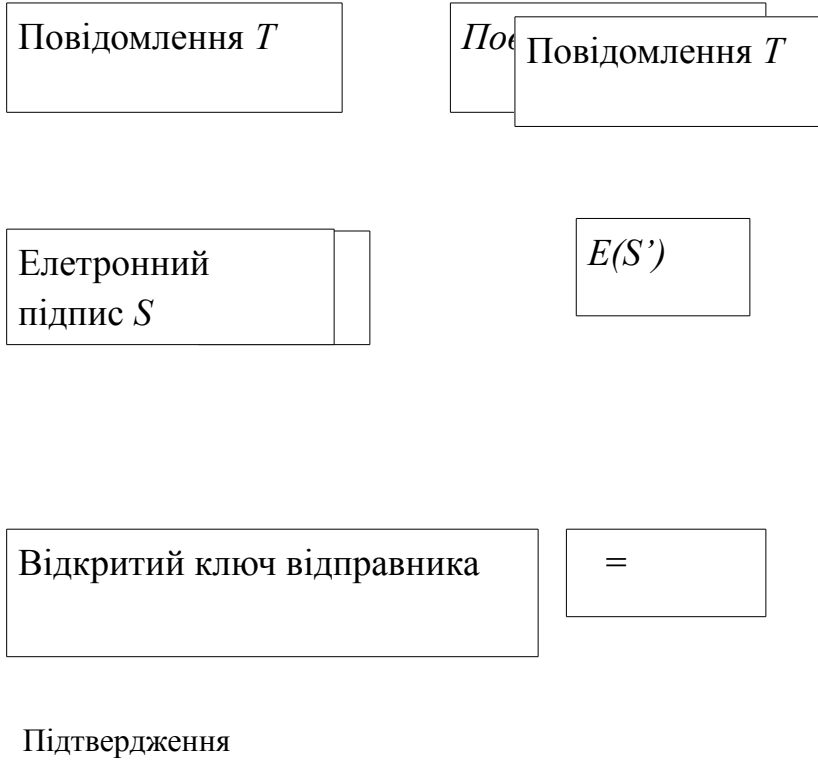 Повідомлення T
Повідомлення T
Елетронний
підпис S
E(S’)
Відкритий ключ відправника
=
Підтвердження